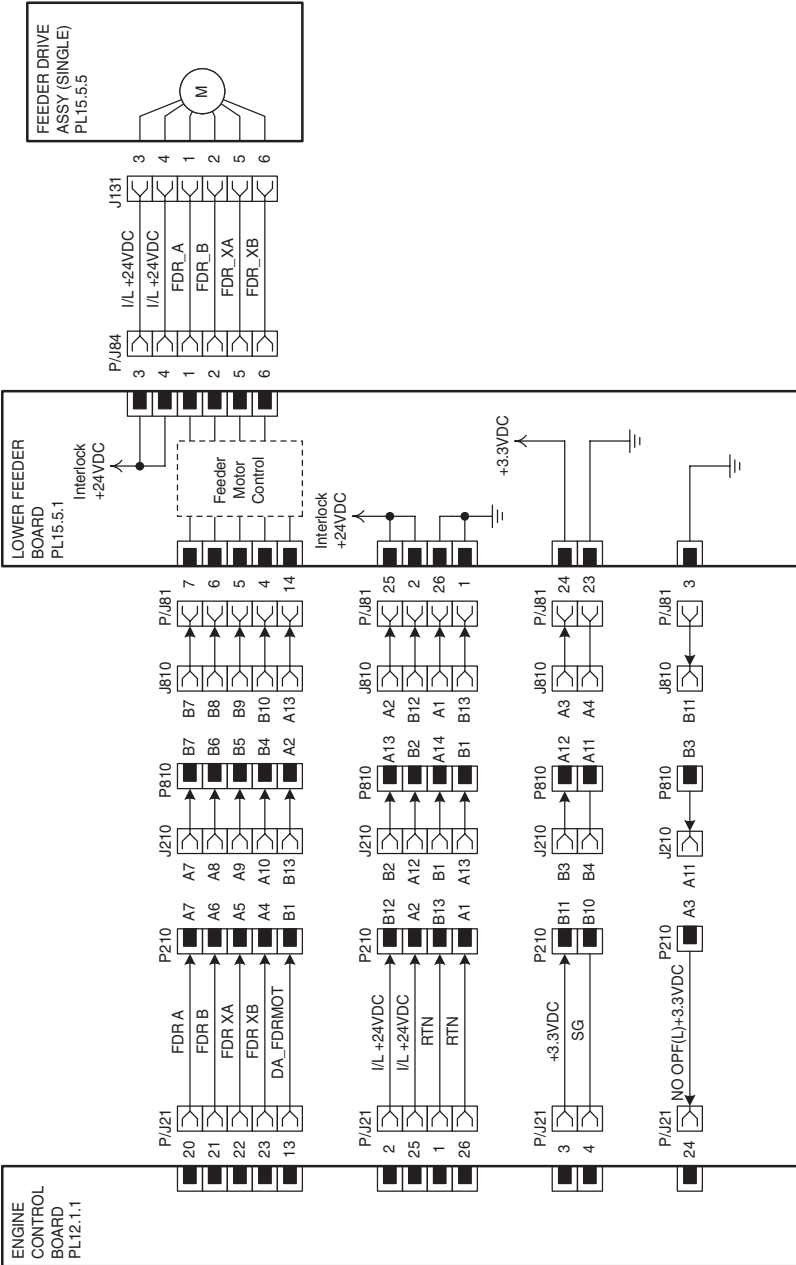 ENGINE
CONTROL
BOARD
PL12.1.1
LOWER FEEDER
BOARD
PL15.5.1
FEEDER DRIVE
ASSY (SINGLE)
PL15.5.5
Interlock
+24VDC
P/J84
J131
3 I/L +24VDC 3
4 I/L +24VDC 4
1 FDR_A 1
2 FDR_B 2
5 FDR_XA 5
6 FDR_XB 6
M
Feeder
Motor
Control
P/J21 P210 J210 P810 J810 P/J81
20 FDR A A7 A7 B7 B7 7
21 FDR B A6 A8 B6 B8 6
22 FDR XA A5 A9 B5 B9 5
23 FDR XB A4 A10 B4 B10 4
13 DA_FDRMOT B1 B13 A2 A13 14
Interlock
+24VDC
P/J21 P210 J210 P810 J810 P/J81
2 I/L +24VDC B12 B2 A13 A2 25
25 I/L +24VDC A2 A12 B2 B12 2
1 RTN B13 B1 A14 A1 26
26 RTN A1 A13 B1 B13 1
+3.3VDC
P/J21 P210 J210 P810 J810 P/J81
3 +3.3VDC B11 B3 A12 A3 24
4 SG B10 B4 A11 A4 23
P/J21 P210 J210 P810 J810 P/J81
24 NO OPF(L)+3.3VDC A3 A11 B3 B11 3